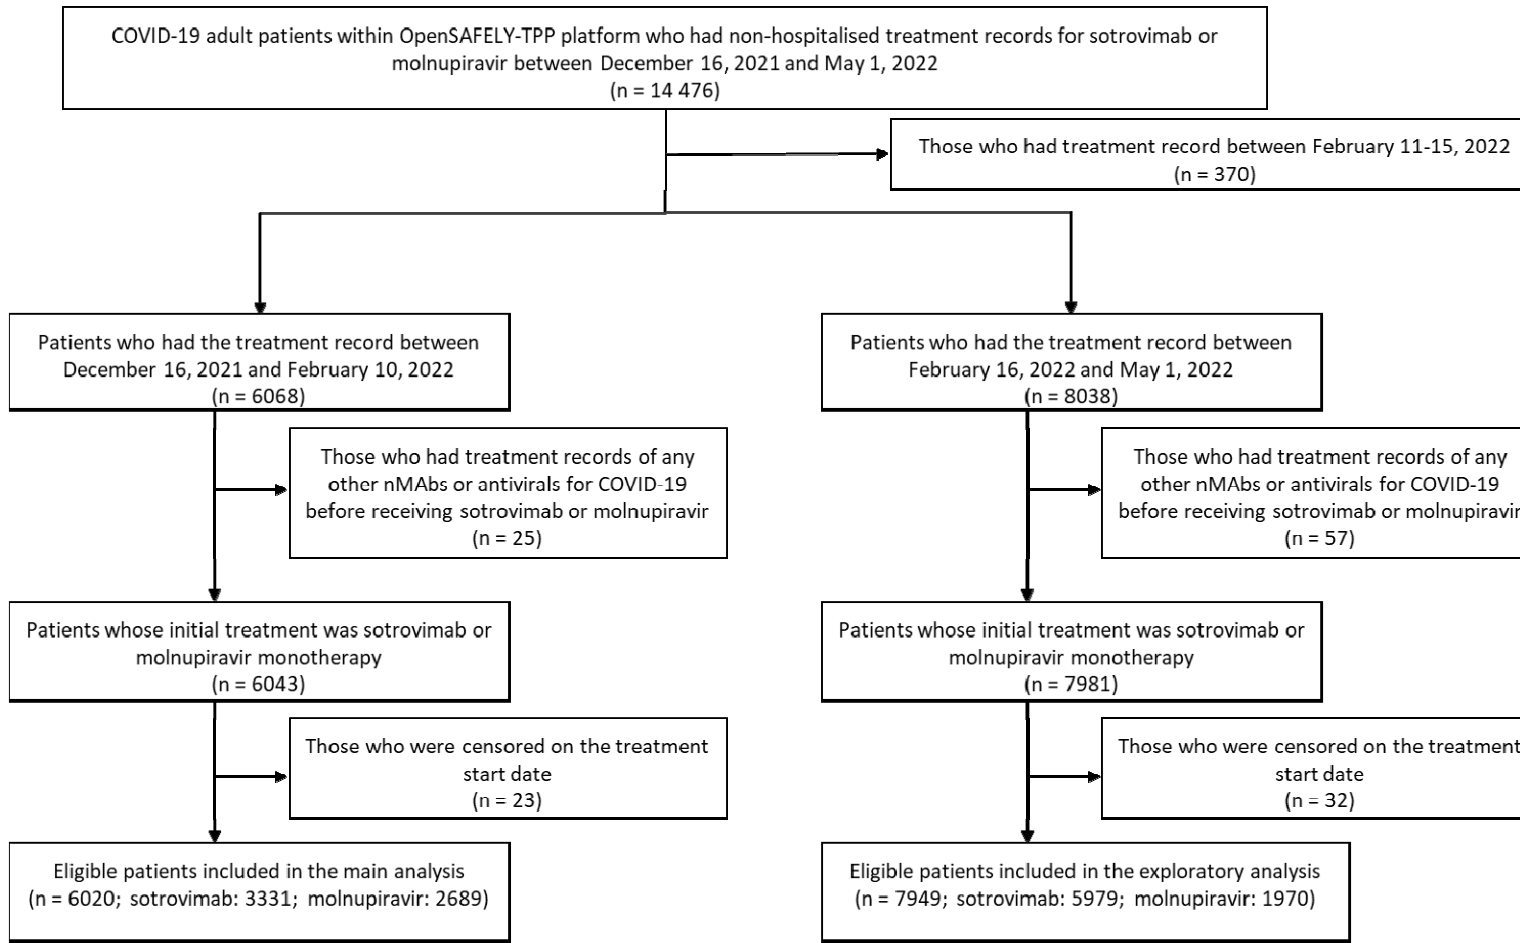 COVID-19 adult patients within OpenSAFELY-TPP platform who had non-hospitalised treatment records for sotrovimab or
molnupiravir between December 16, 2021 and May 1, 2022
(n = 14 476)
Those who had treatment record between February 11-15, 2022
(n = 370)
Patients who had the treatment record between
December 16, 2021 and February 10, 2022
(n = 6068)
Patients who had the treatment record between
February 16, 2022 and May 1, 2022
(n = 8038)
Those who had treatment records of any
other nMAbs or antivirals for COVID-19
before receiving sotrovimab or molnupiravir
(n = 25)
Those who had treatment records of any
other nMAbs or antivirals for COVID-19
before receiving sotrovimab or molnupiravir
(n = 57)
Patients whose initial treatment was sotrovimab or
molnupiravir monotherapy
(n = 6043)
Patients whose initial treatment was sotrovimab or
molnupiravir monotherapy
(n = 7981)
Those who were censored on the treatment
start date
(n = 23)
Those who were censored on the treatment
start date
(n = 32)
Eligible patients included in the main analysis
(n = 6020; sotrovimab: 3331; molnupiravir: 2689)
Eligible patients included in the exploratory analysis
(n = 7949; sotrovimab: 5979; molnupiravir: 1970)